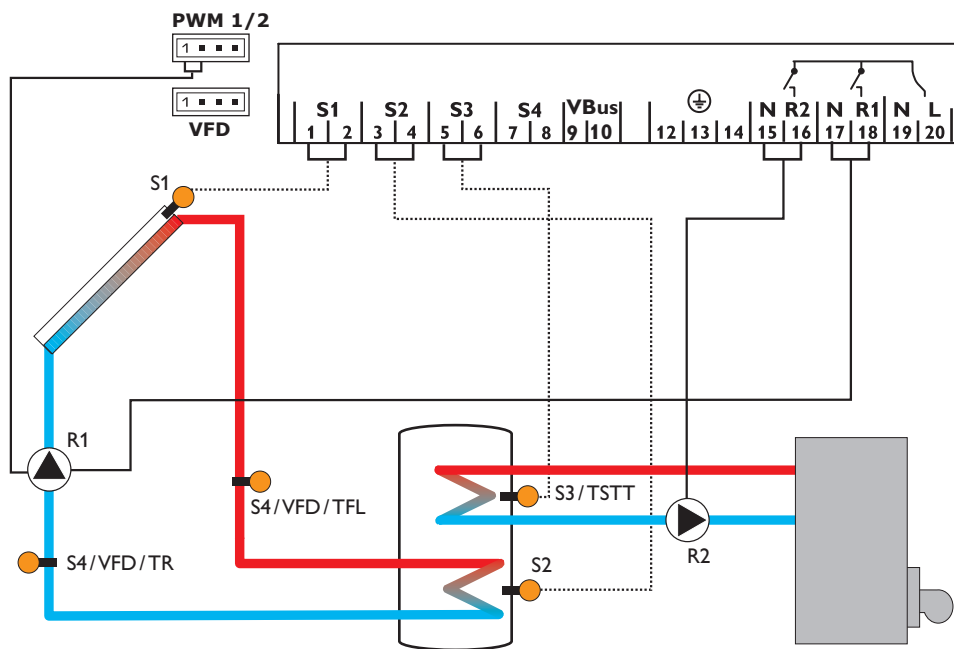 PWM 1/2
1
1
VFD
S1 S2 S3 S4 VBus N R2 N R1 N L
1 2 3 4 5 6 7 8 9 10 12 13 14 15 16 17 18 19 20
S1
R1
S4/VFD/TFL
S3/TSTT
S4/VFD/TR
S2
R2